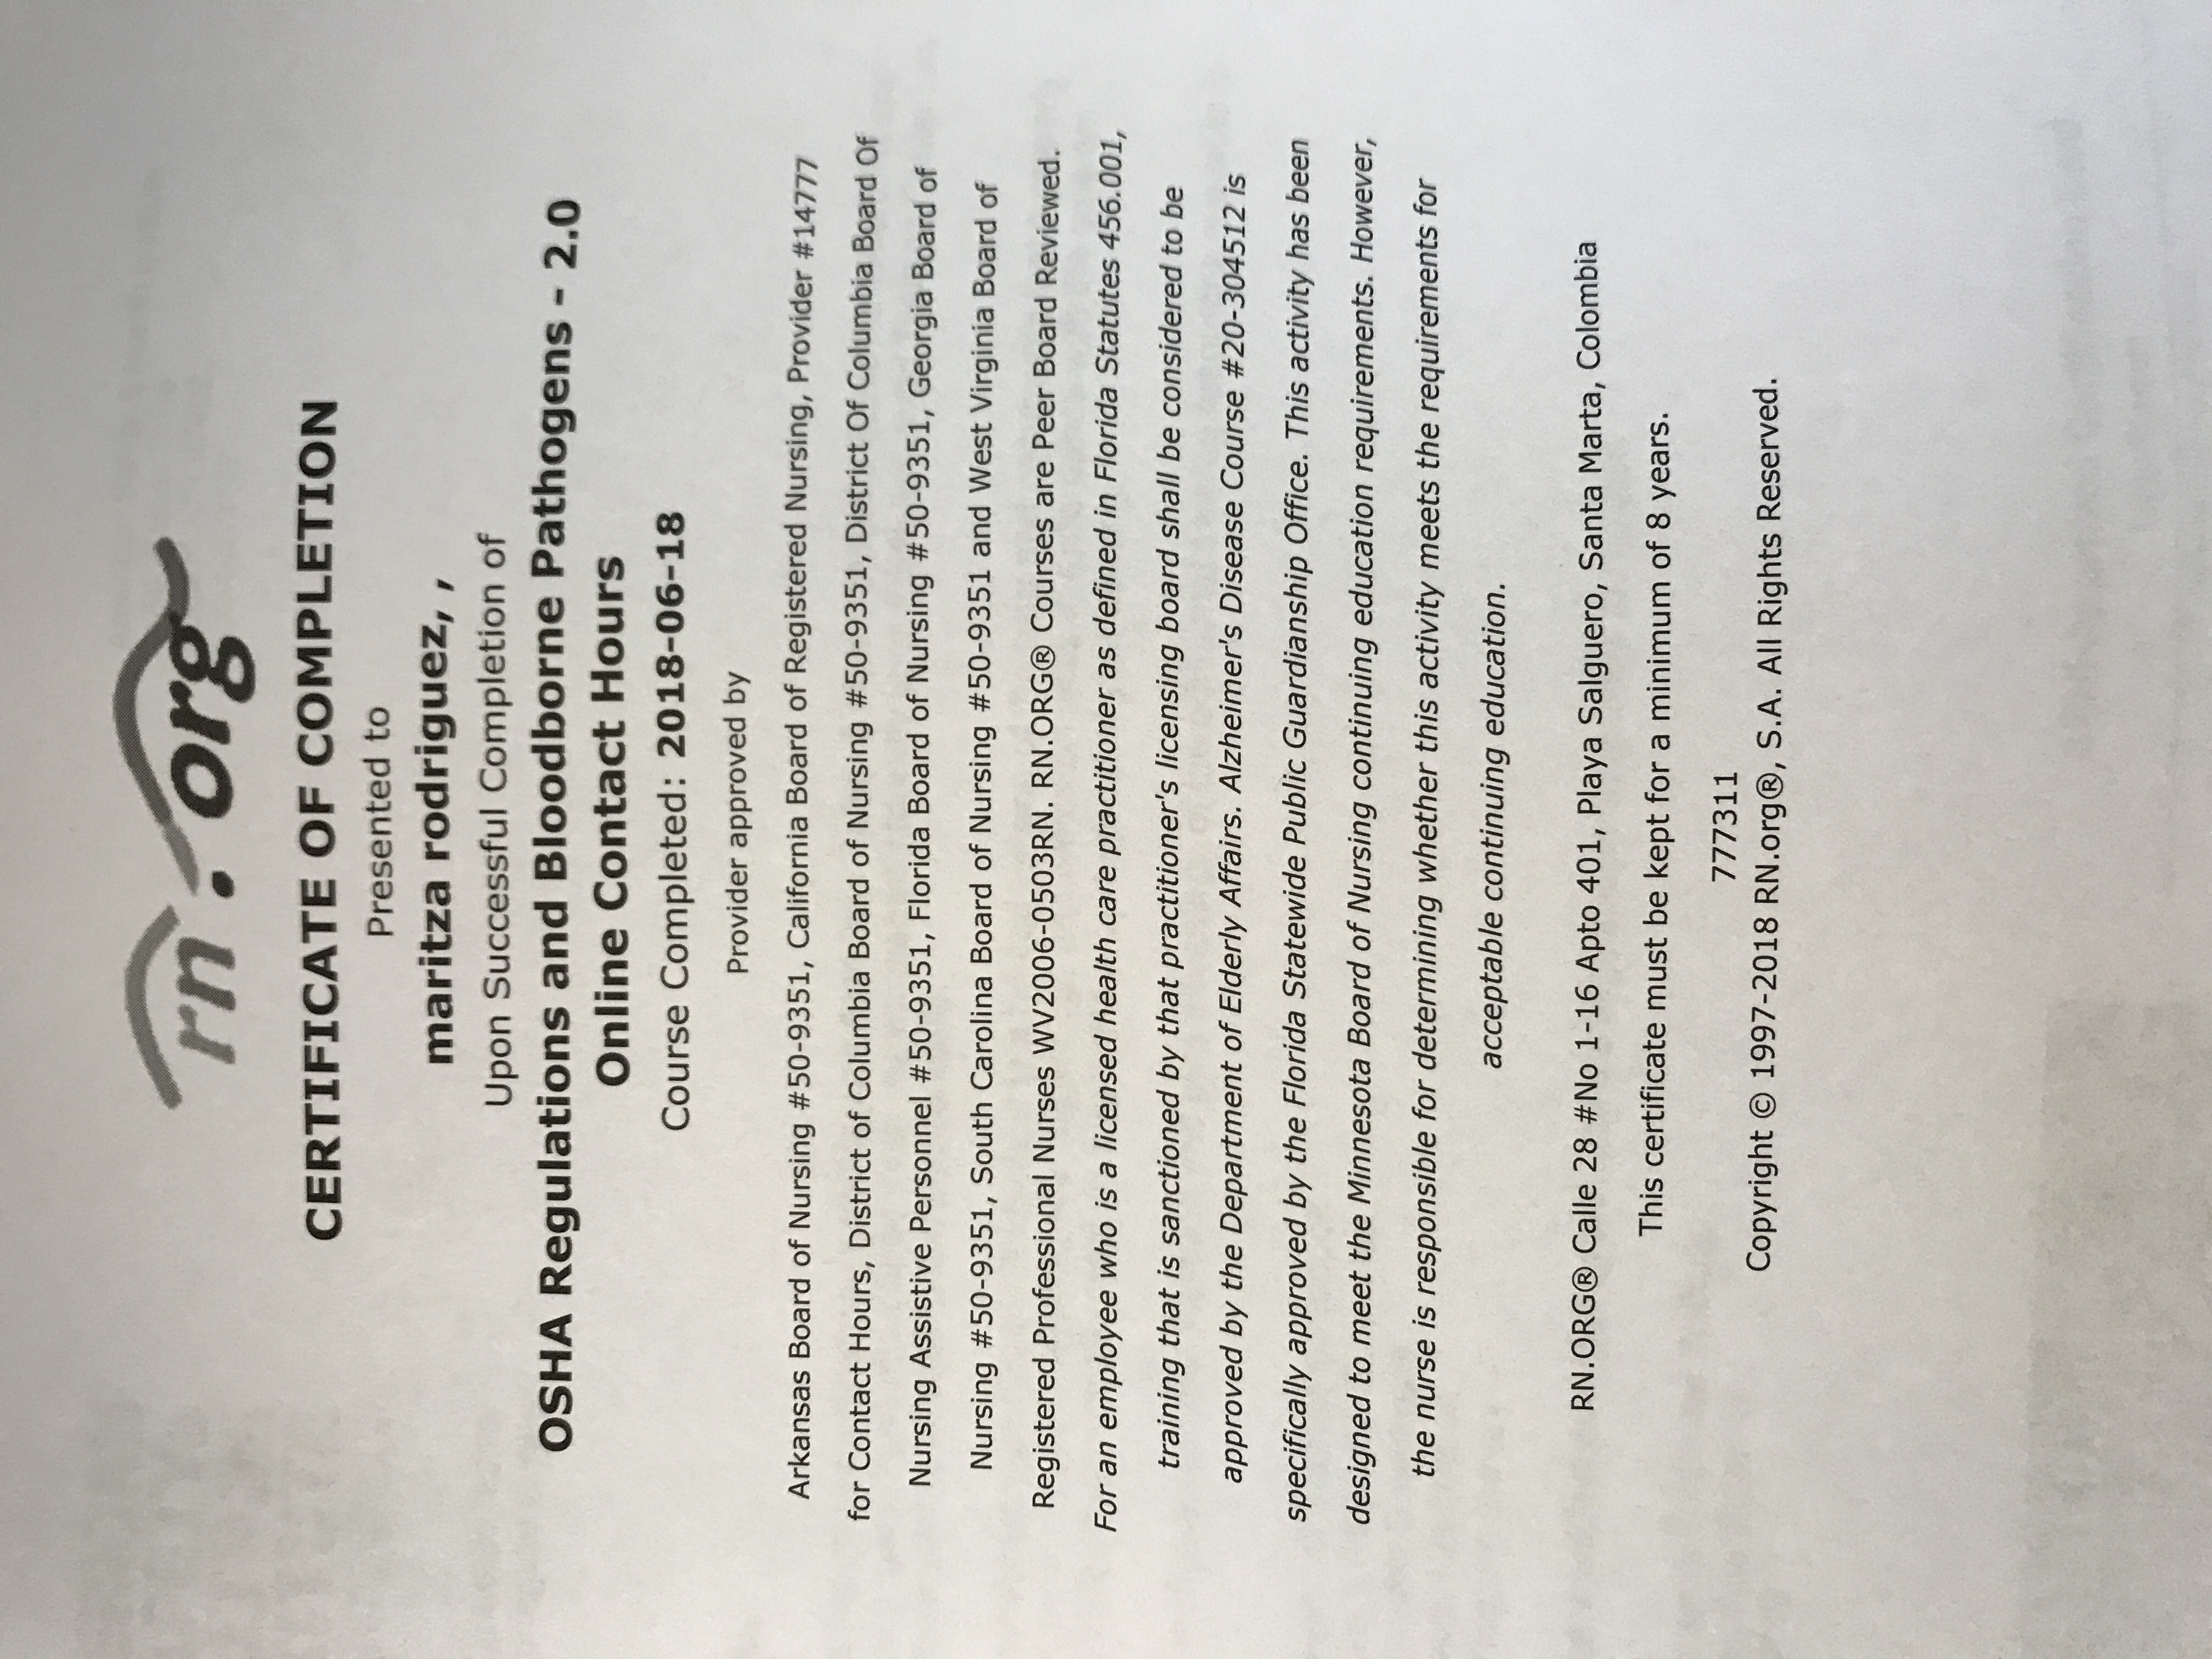 rn.org
CERTIFICATE OF COMPLETION
Presented to
maritza rodriguez, ,
Upon Successful Completion of
OSHA Regulations and Bloodborne Pathogens - 2.0
Online Contact Hours
Course Completed: 2018-06-18
Provider approved by
Arkansas Board of Nursing #50-9351, California Board of Registered Nursing, Provider #14777
for Contact Hours, District of Columbia Board of Nursing #50-9351, District Of Columbia Board Of
Nursing Assistive Personnel #50-9351, Florida Board of Nursing #50-9351, Georgia Board of
Nursing #50-9351, South Carolina Board of Nursing #50-9351 and West Virginia Board of
Registered Professional Nurses WV2006-0503RN. RN.ORG® Courses are Peer Board Reviewed.
For an employee who is a licensed health care practitioner as defined in Florida Statutes 456.001,
training that is sanctioned by that practitioner's licensing board shall be considered to be
approved by the Department of Elderly Affairs. Alzheimer's Disease Course #20-304512 is
specifically approved by the Florida Statewide Public Guardianship Office. This activity has been
designed to meet the Minnesota Board of Nursing continuing education requirements. However,
the nurse is responsible for determining whether this activity meets the requirements for
acceptable continuing education.
RN.ORG® Calle 28 #No 1-16 Apto 401, Playa Salguero, Santa Marta, Colombia
This certificate must be kept for a minimum of 8 years.
777311
Copyright © 1997-2018 RN.org®, S.A. All Rights Reserved.